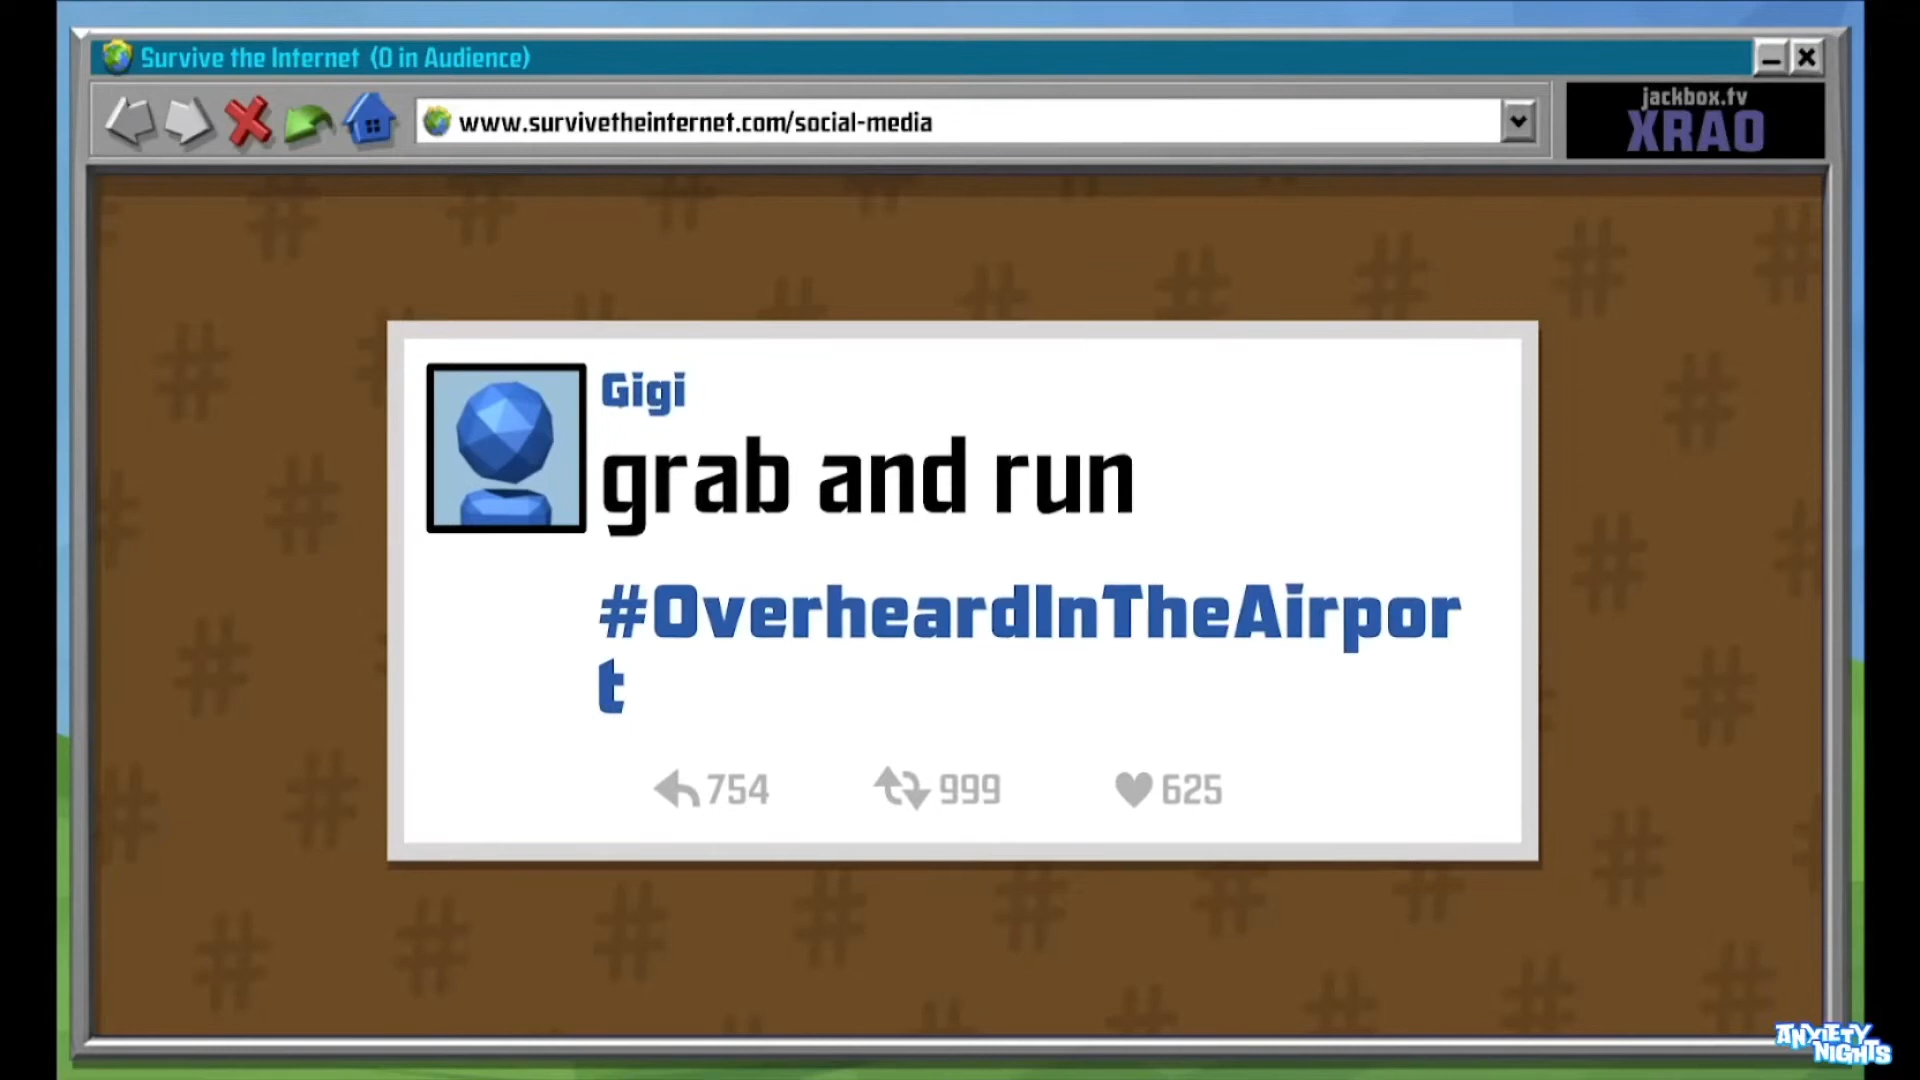 Survive the Internet (0 in Audience)
www.survivetheinternet.com/social-media
jackbox.tv
XRAO
Gigi
grab and run
#OverheardInTheAirpor
t
754 999 625
ANXIETY
NIGHTS